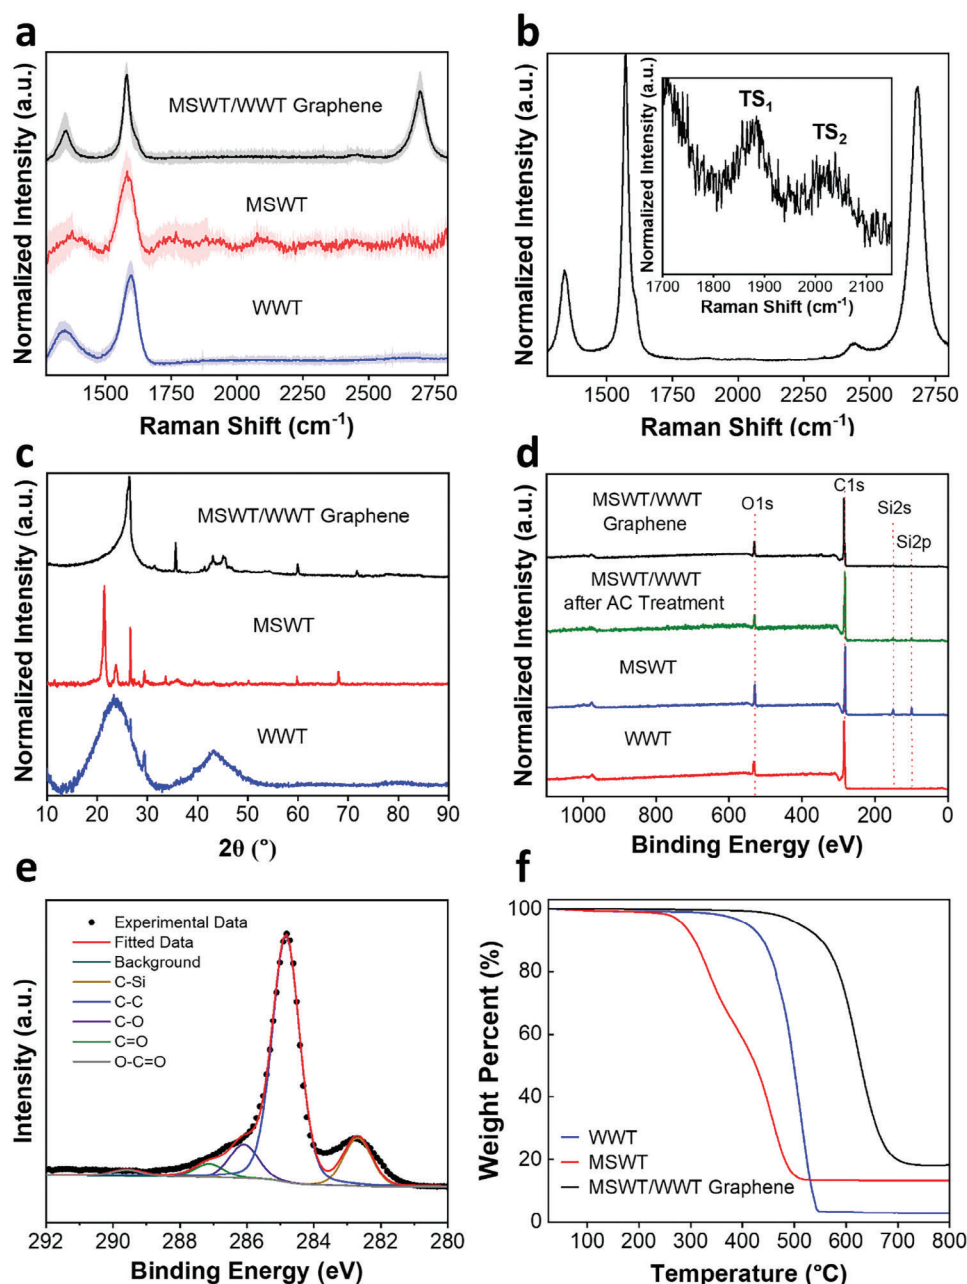 a
Normalized Intensity (a.u.)
MSWT/WWT Graphene
MSWT
WWT
1500 1750 2000 2250 2500 2750
Raman Shift (cm⁻¹)
b
Normalized Intensity (a.u.)
Normalized Intensity (a.u.)
TS₁
TS₂
1700 1800 1900 2000 2100
Raman Shift (cm⁻¹)
1500 1750 2000 2250 2500 2750
Raman Shift (cm⁻¹)
c
Normalized Intensity (a.u.)
MSWT/WWT Graphene
MSWT
WWT
10 20 30 40 50 60 70 80 90
2θ (°)
d
Normalized Intenisty (a.u.)
MSWT/WWT
Graphene
O1s
C1s
Si2s
Si2p
MSWT/WWT
after AC Treatment
MSWT
WWT
1000 800 600 400 200 0
Binding Energy (eV)
e
Intensity (a.u.)
Experimental Data
Fitted Data
Background
C-Si
C-C
C-O
C=O
O-C=O
292 290 288 286 284 282 280
Binding Energy (eV)
f
Weight Percent (%)
100
80
60
40
20
0
WWT
MSWT
MSWT/WWT Graphene
100 200 300 400 500 600 700 800
Temperature (°C)